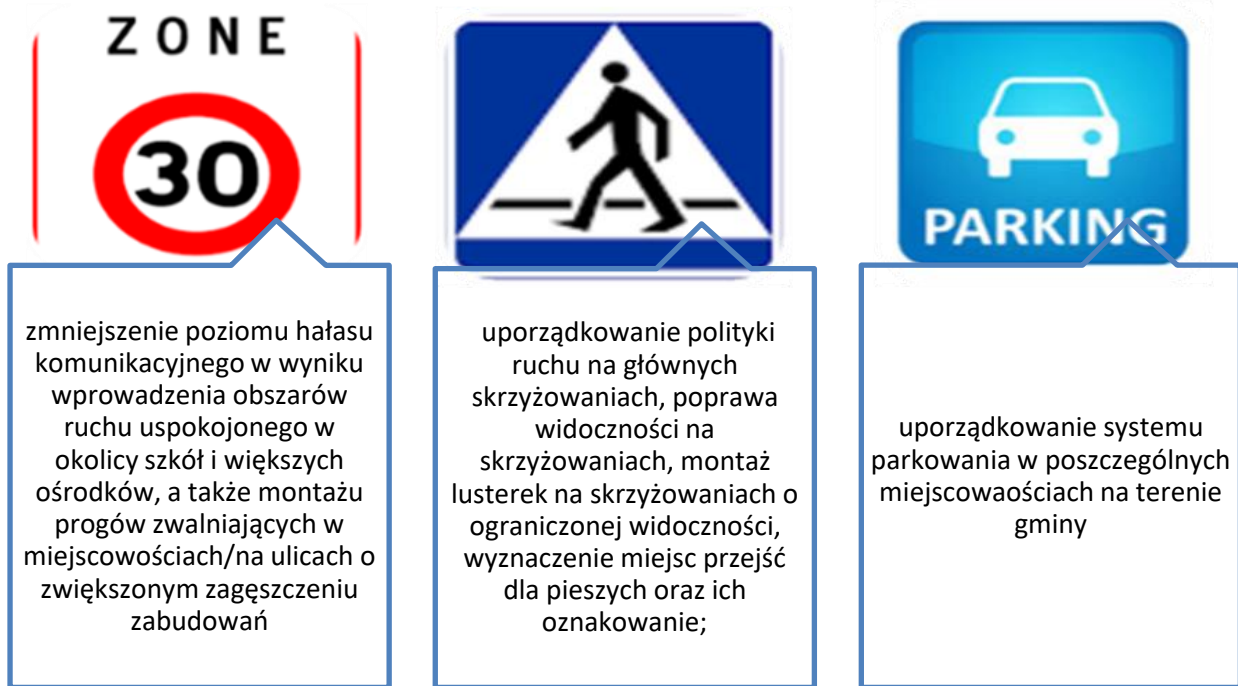 ZONE
30
zmniejszenie poziomu hałasu
komunikacyjnego w wyniku
wprowadzenia obszarów
ruchu uspokojonego w
okolicy szkół i większych
ośrodków, a także montażu
progów zwalniających w
miejscowościach/na ulicach o
zwiększonym zagęszczeniu
zabudowań
uporządkowanie polityki
ruchu na głównych
skrzyżowaniach, poprawa
widoczności na
skrzyżowaniach, montaż
lusterek na skrzyżowaniach o
ograniczonej widoczności,
wyznaczenie miejsc przejść
dla pieszych oraz ich
oznakowanie;
PARKING
uporządkowanie systemu
parkowania w poszczególnych
miejscowaościach na terenie
gminy